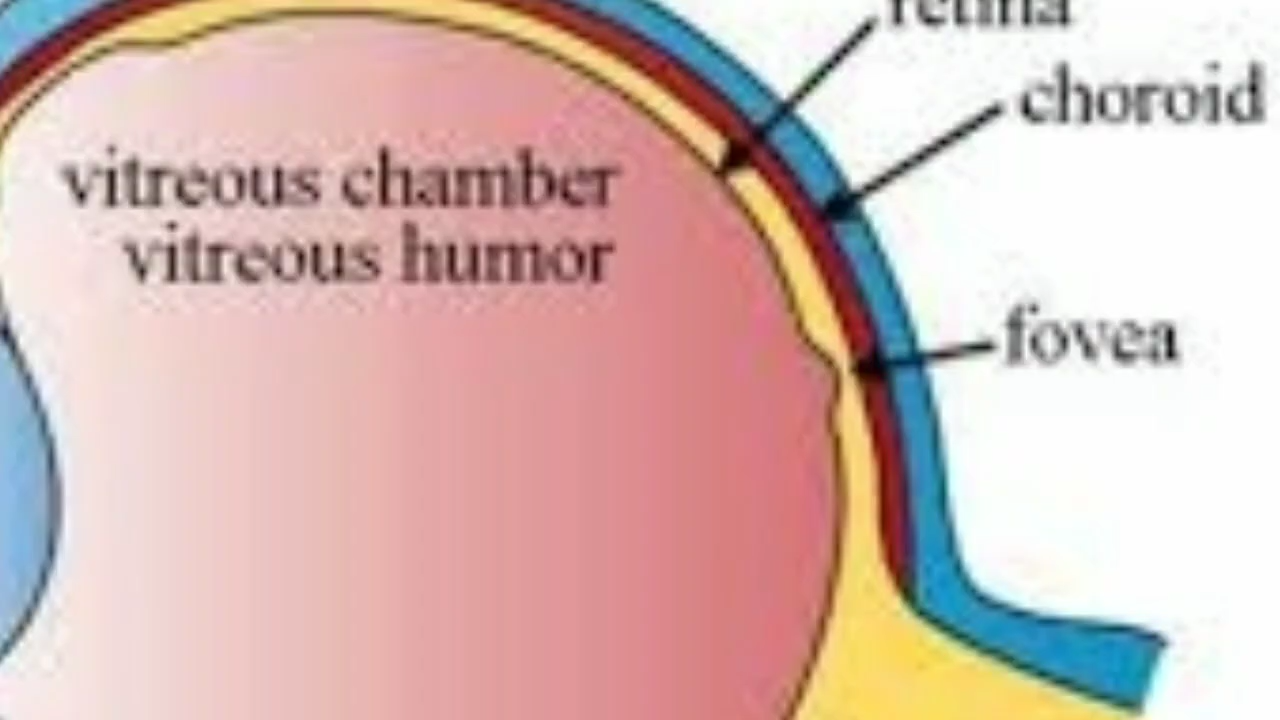 retina
choroid
vitreous chamber
vitreous humor
fovea